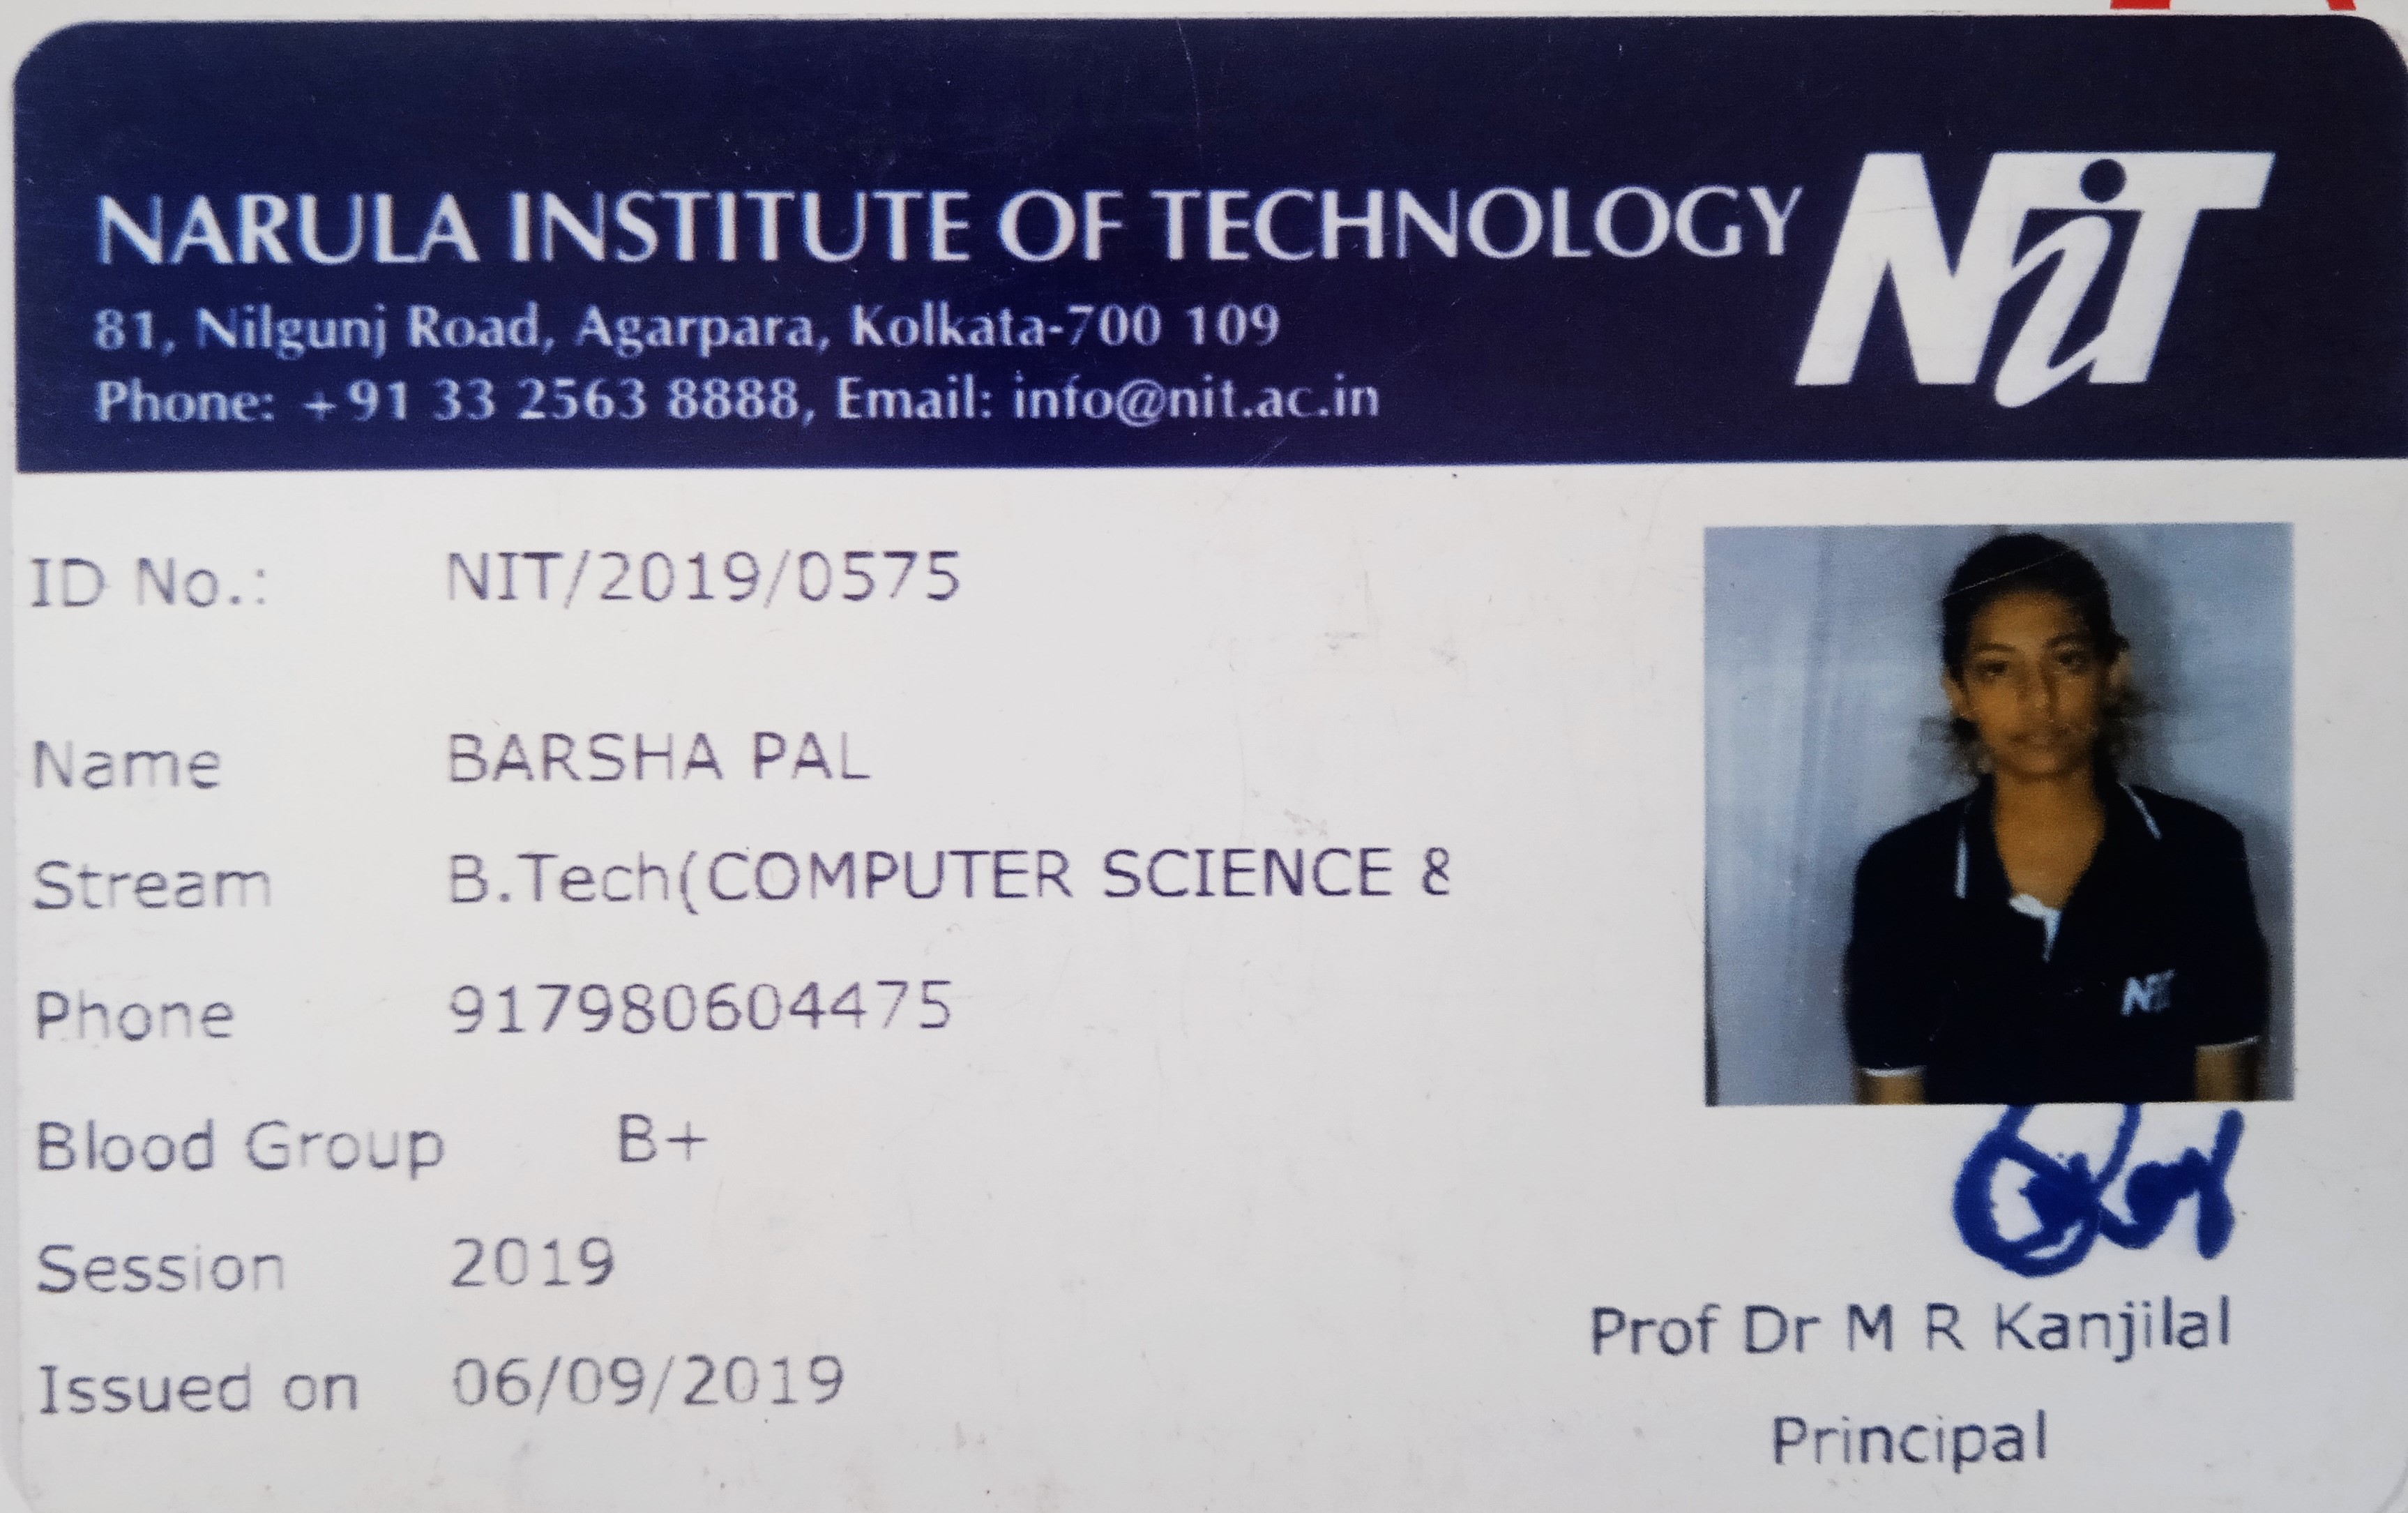 NARULA INSTITUTE OF TECHNOLOGY NiT
81, Nilgunj Road, Agarpara, Kolkata-700 109
Phone: +91 33 2563 8888, Email: info@nit.ac.in
ID No.: NIT/2019/0575
Name BARSHA PAL
Stream B.Tech(COMPUTER SCIENCE &
Phone 917980604475
Blood Group B+
Session 2019
Issued on 06/09/2019
NiT
Prof Dr M R Kanjilal
Principal